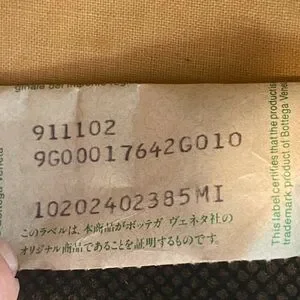 911102
9G00017642G010
10202402385MI
このラベルは、本商品がボッテガ ヴェネタ社の
オリジナル商品であることを証明するものです。
This label certifies that the product is
product of Bottega Vene